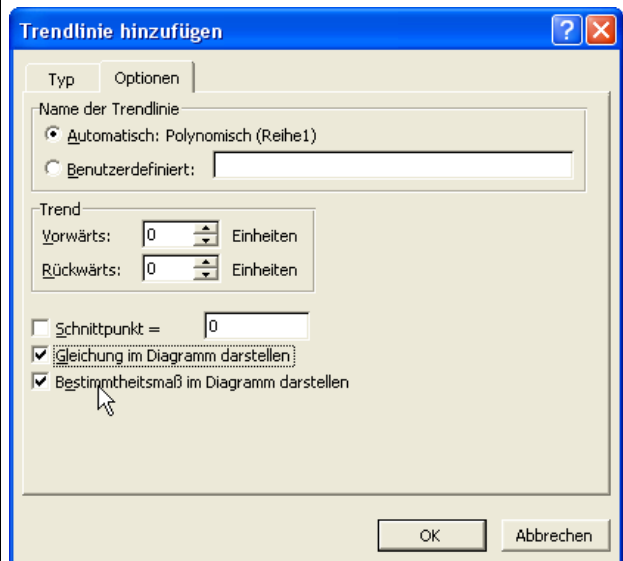 Trendlinie hinzufügen
Typ Optionen
Name der Trendlinie
Automatisch: Polynomisch (Reihe1)
Benutzerdefiniert:
Trend
Vorwärts: 0 Einheiten
Rückwärts: 0 Einheiten
Schnittpunkt = 0
Gleichung im Diagramm darstellen
Bestimmtheitsmaß im Diagramm darstellen
OK Abbrechen